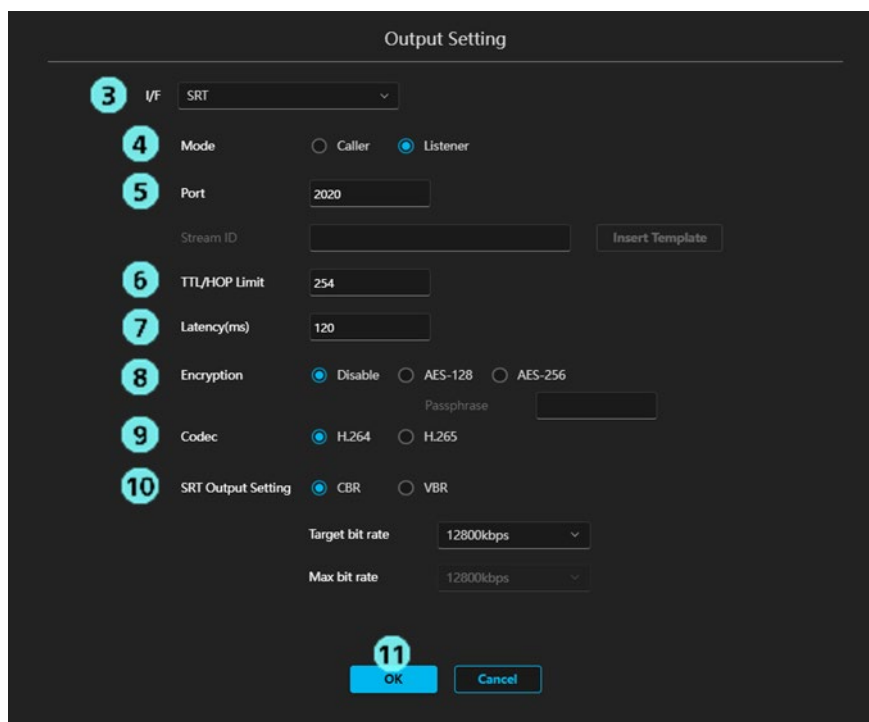 Output Setting
3 I/F SRT
4 Mode Caller Listener
5 Port 2020
Stream ID Insert Template
6 TTL/HOP Limit 254
7 Latency(ms) 120
8 Encryption Disable AES-128 AES-256
Passphrase
9 Codec H.264 H.265
10 SRT Output Setting CBR VBR
Target bit rate 12800kbps
Max bit rate 12800kbps
11
OK Cancel